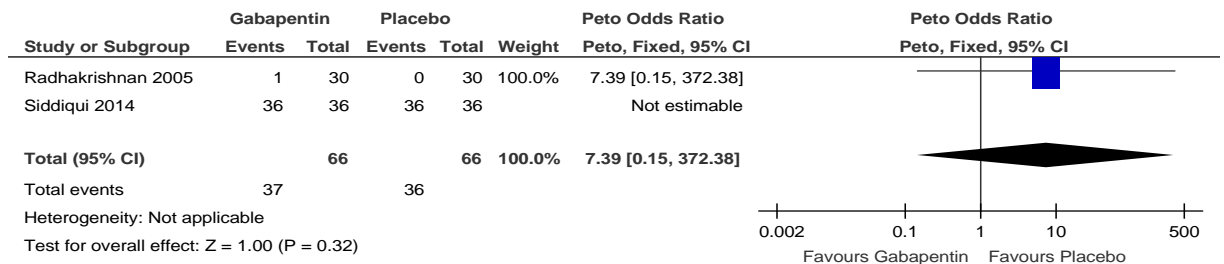 Gabapentin Placebo Peto Odds Ratio Peto Odds Ratio
Study or Subgroup Events Total Events Total Weight Peto, Fixed, 95% CI Peto, Fixed, 95% CI
Radhakrishnan 2005 1 30 0 30 100.0% 7.39 [0.15, 372.38]
Siddiqui 2014 36 36 36 36 Not estimable
Total (95% CI) 66 66 100.0% 7.39 [0.15, 372.38]
Total events 37 36
Heterogeneity: Not applicable
Test for overall effect: Z = 1.00 (P = 0.32)
0.002 0.1 1 10 500
Favours Gabapentin Favours Placebo